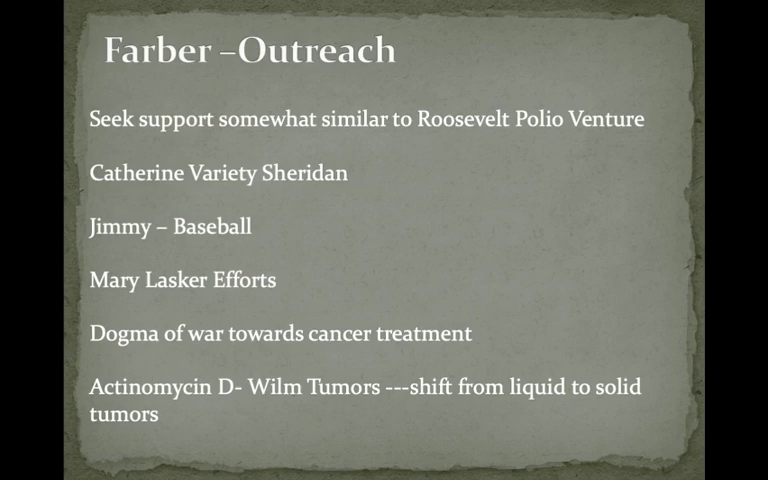 Farber –Outreach
Seek support somewhat similar to Roosevelt Polio Venture
Catherine Variety Sheridan
Jimmy – Baseball
Mary Lasker Efforts
Dogma of war towards cancer treatment
Actinomycin D- Wilm Tumors ---shift from liquid to solid
tumors